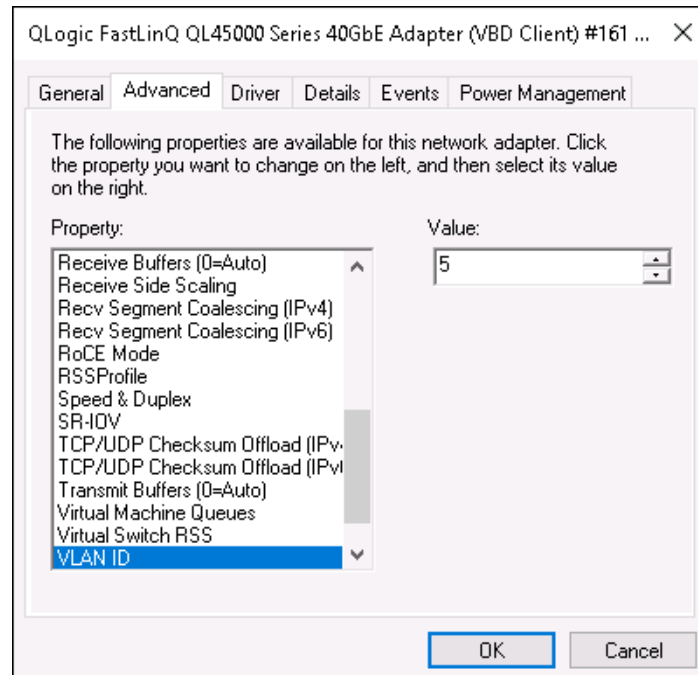 QLogic FastLinQ QL45000 Series 40GbE Adapter (VBD Client) #161 ...
General Advanced Driver Details Events Power Management
The following properties are available for this network adapter. Click
the property you want to change on the left, and then select its value
on the right.
Property:
Value:
Receive Buffers (0=Auto)
5
Receive Side Scaling
Recv Segment Coalescing (IPv4)
Recv Segment Coalescing (IPv6)
RoCE Mode
RSSProfile
Speed & Duplex
SR-IOV
TCP/UDP Checksum Offload (IPv
TCP/UDP Checksum Offload (IPv
Transmit Buffers (0=Auto)
Virtual Machine Queues
Virtual Switch RSS
VLAN ID
OK
Cancel